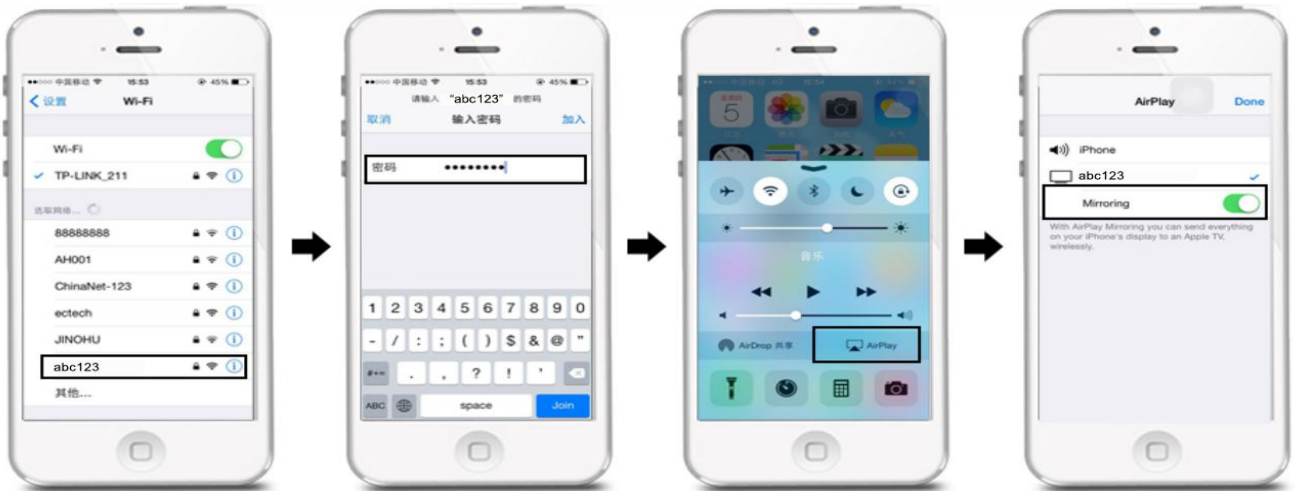 中国移动 15:53 45%
设置 Wi-Fi
Wi-Fi
TP-LINK_211
选取网络...
88888888
AH001
ChinaNet-123
ectech
JINOHU
abc123
其他...
中国移动 15:53 45%
请输入 “abc123” 的密码
取消 输入密码 加入
密码 ••••••••
1 2 3 4 5 6 7 8 9 0
- / : ; ( ) $ & @ "
#+= . , ? ! '
ABC space Join
5
音乐
AirDrop 共享 AirPlay
AirPlay Done
iPhone
abc123
Mirroring
With AirPlay Mirroring you can send everything
on your iPhone's display to an Apple TV,
wirelessly.